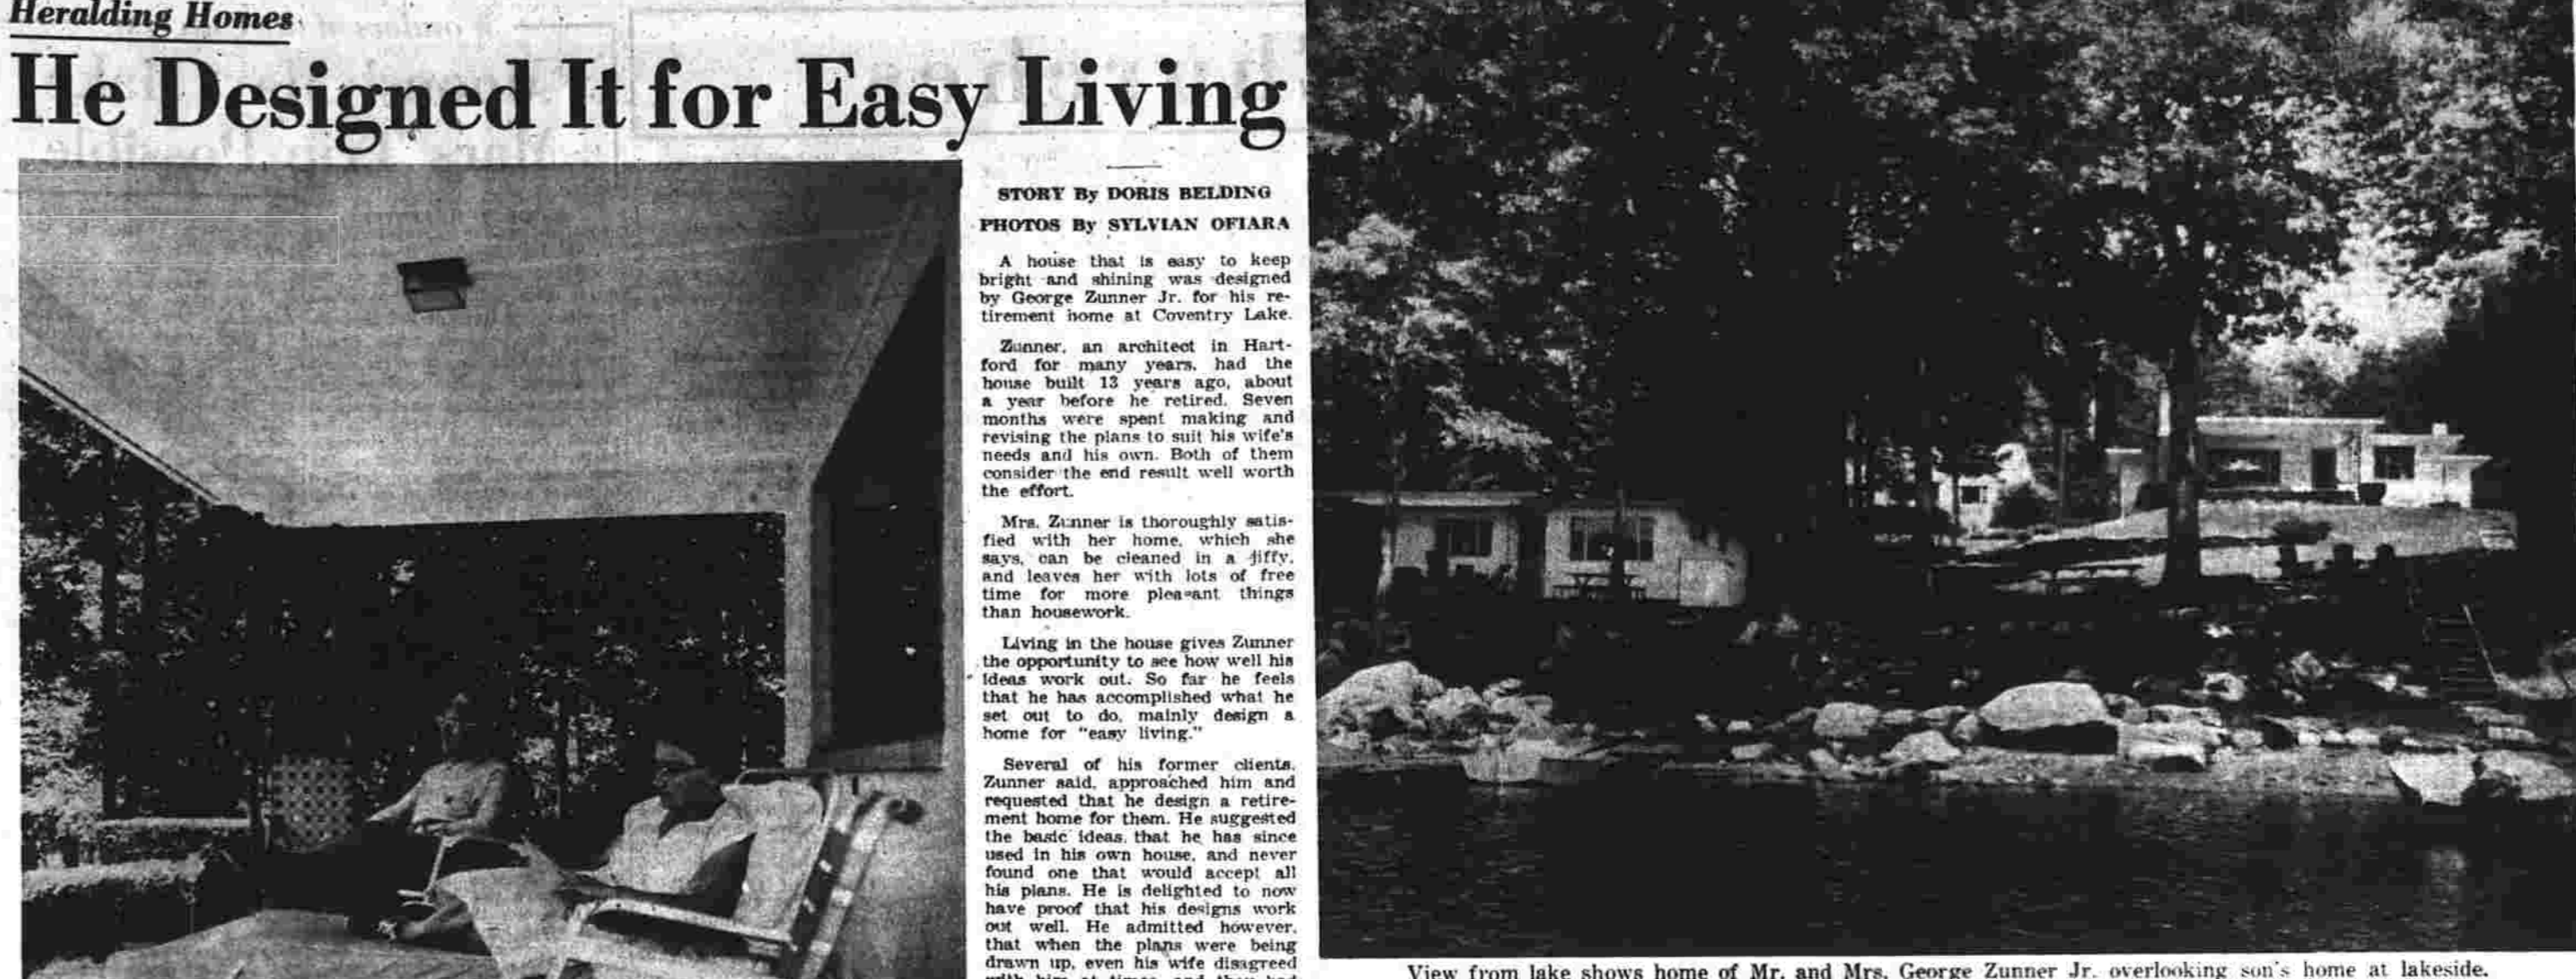 Heralding Homes
He Designed It for Easy Living
STORY By DORIS BELDING
PHOTOS By SYLVIAN OFIARA
A house that is easy to keep
bright and shining was designed
by George Zunner Jr. for his re-
tirement home at Coventry Lake.
Zunner, an architect in Hart-
ford for many years, had the
house built 13 years ago, about
a year before he retired. Seven
months were spent making and
revising the plans to suit his wife's
needs and his own. Both of them
consider the end result well worth
the effort.
Mrs. Zunner is thoroughly satis-
fied with her home, which she
says, can be cleaned in a jiffy,
and leaves her with lots of free
time for more pleasant things
than housework.
Living in the house gives Zunner
the opportunity to see how well his
ideas work out. So far he feels
that he has accomplished what he
set out to do, mainly design a
home for "easy living."
Several of his former clients,
Zunner said, approached him and
requested that he design a retire-
ment home for them. He suggested
the basic ideas, that he has since
used in his own house, and never
found one that would accept all
his plans. He is delighted to now
have proof that his designs work
out well. He admitted however,
that when the plans were being
drawn up, even his wife disagreed
with him at times, and they had
View from lake shows home of Mr. and Mrs. George Zunner Jr. overlooking son's home at lakeside.